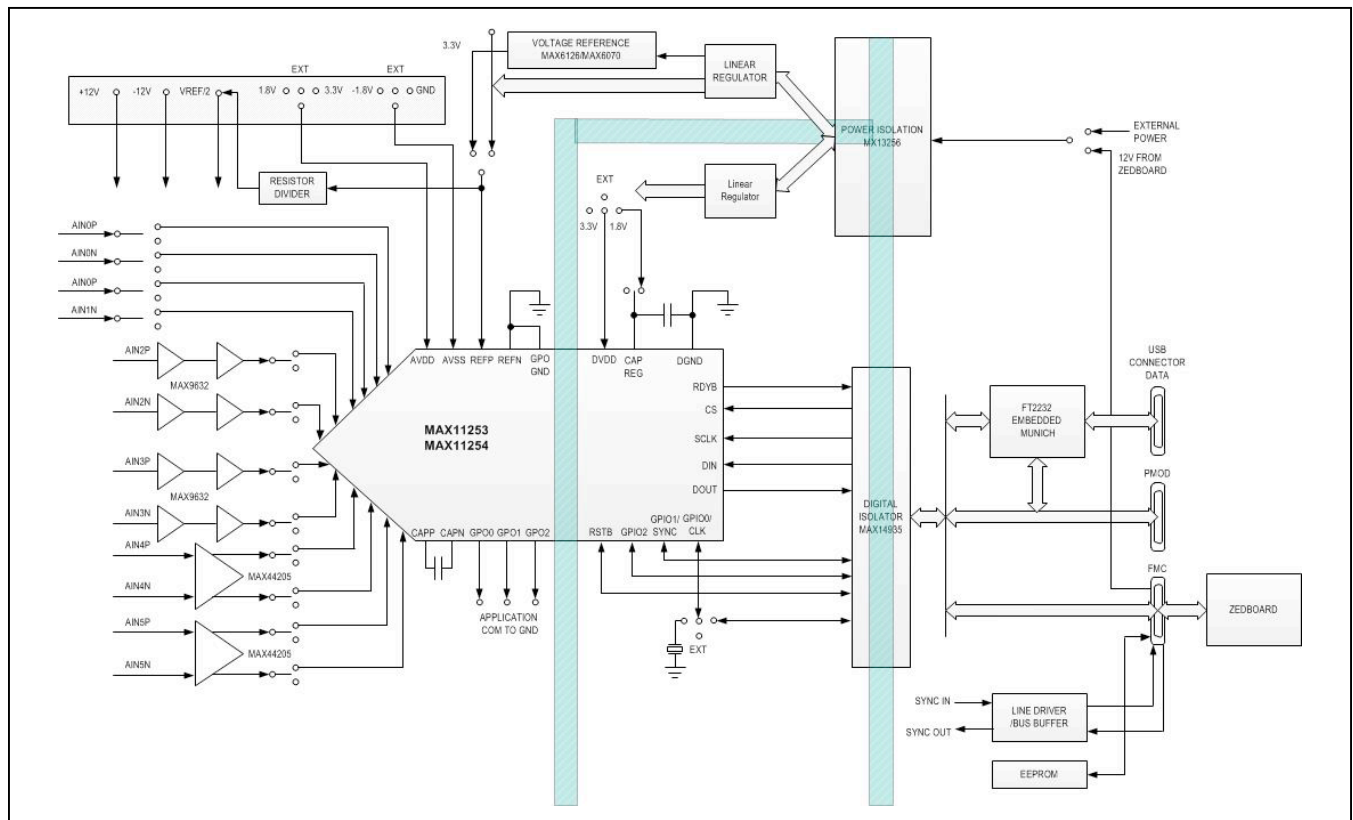 3.3V
VOLTAGE REFERENCE
MAX6126/MAX6070
LINEAR
REGULATOR
EXT
EXT
+12V
-12V
VREF/2
1.8V
3.3V
-1.8V
GND
POWER ISOLATION
MX13256
EXTERNAL
POWER
12V FROM
ZEDBOARD
RESISTOR
DIVIDER
EXT
3.3V
1.8V
Linear
Regulator
AIN0P
AIN0N
AIN0P
AIN1N
AIN2P
MAX9632
AIN2N
AIN3P
MAX9632
AIN3N
AIN4P
MAX44205
AIN4N
AIN5P
MAX44205
AIN5N
AVDD
AVSS
REFP
REFN
GPO
GND
DVDD
CAP
REG
DGND
MAX11253
MAX11254
RDYB
CS
SCLK
DIN
DOUT
CAPP
CAPN
GPO0
GPO1
GPO2
RSTB
GPIO2
GPIO1/
SYNC
GPIO0/
CLK
APPLICATION
COM TO GND
EXT
DIGITAL
ISOLATOR
MAX14935
FT2232
EMBEDDED
MUNICH
USB
CONNECTOR
DATA
PMOD
FMC
ZEDBOARD
SYNC IN
SYNC OUT
LINE DRIVER
/BUS BUFFER
EEPROM